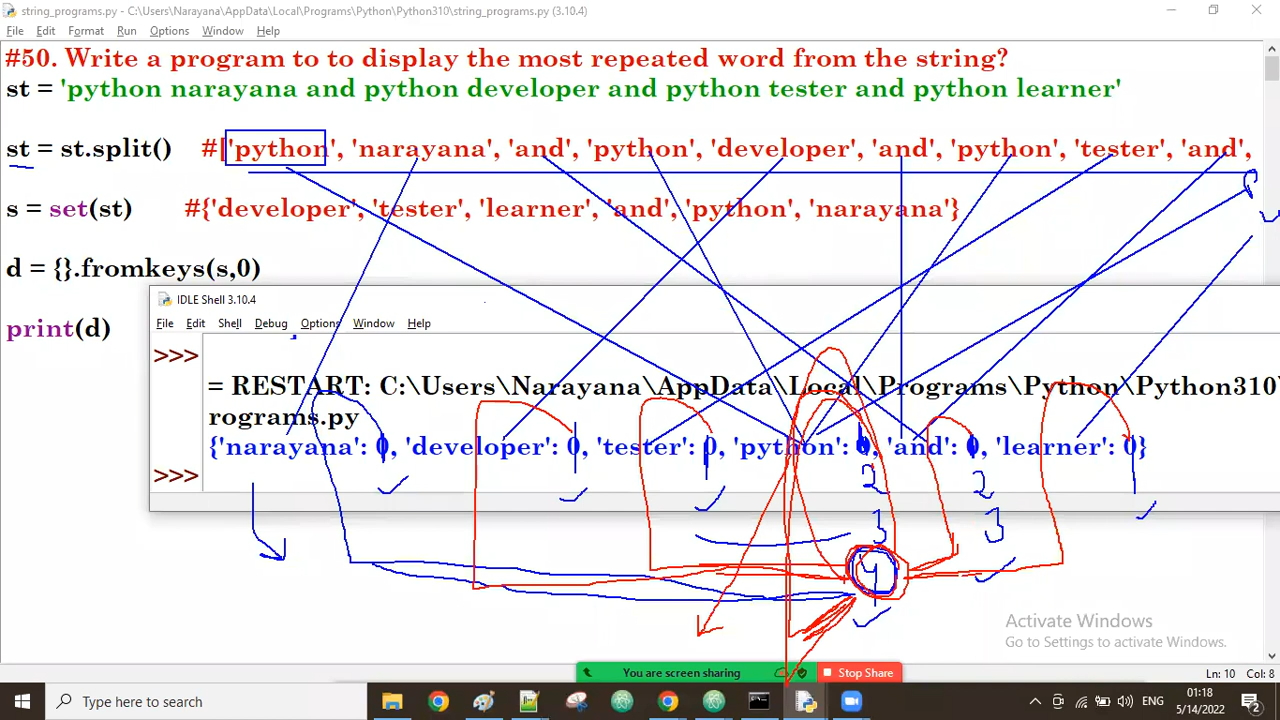 string_programs.py - C:\Users\Narayana\AppData\Local\Programs\Python\Python310\string_programs.py (3.10.4)
File Edit Format Run Options Window Help
#50. Write a program to to display the most repeated word from the string?
st = 'python narayana and python developer and python tester and python learner'
st = st.split() #['python', 'narayana', 'and', 'python', 'developer', 'and', 'python', 'tester', 'and',
s = set(st) #{'developer', 'tester', 'learner', 'and', 'python', 'narayana'}
d = {}.fromkeys(s,0)
print(d)
IDLE Shell 3.10.4
File Edit Shell Debug Options Window Help
>>>
= RESTART: C:\Users\Narayana\AppData\Local\Programs\Python\Python310\
rograms.py
{'narayana': 0, 'developer': 0, 'tester': 0, 'python': 0, 'and': 0, 'learner': 0}
>>>
2 2
3 3
4
Activate Windows
Go to Settings to activate Windows.
You are screen sharing Stop Share
Ln: 10 Col: 8
Type here to search
ENG
01:18
5/14/2022
2